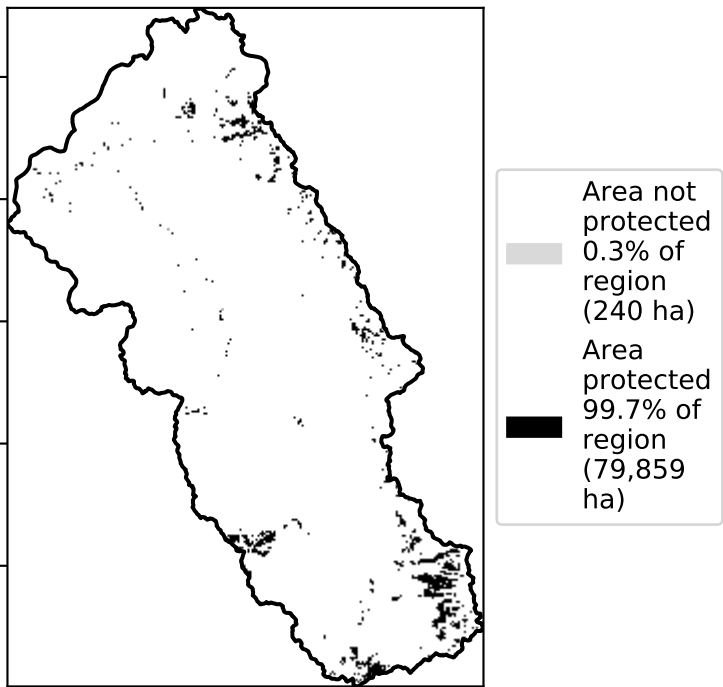 Area not
protected
0.3% of
region
(240 ha)
Area
protected
99.7% of
region
(79,859
ha)